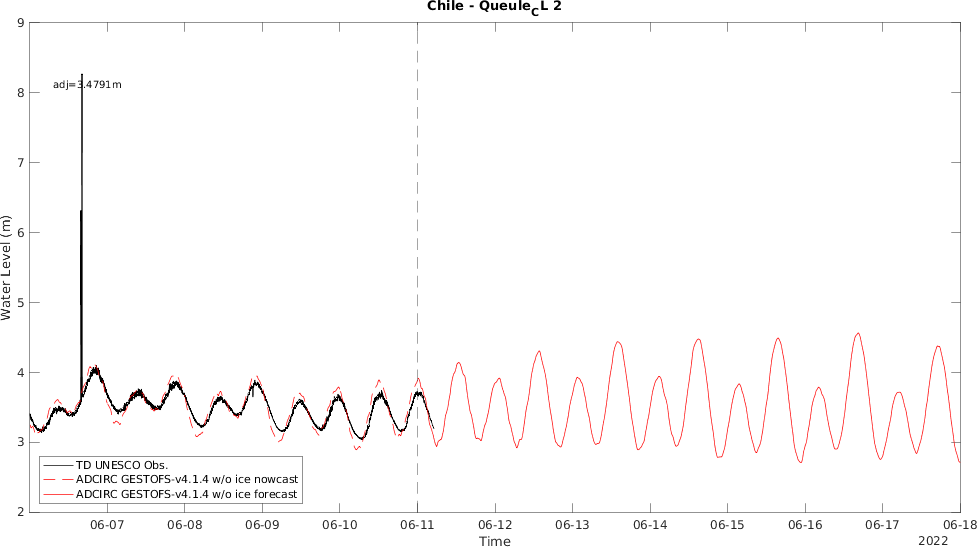 Chile - Queule_CL 2
9
8
7
6
5
4
3
2
Water Level (m)
adj=3.4791m
TD UNESCO Obs.
ADCIRC GESTOFS-v4.1.4 w/o ice nowcast
ADCIRC GESTOFS-v4.1.4 w/o ice forecast
06-07 06-08 06-09 06-10 06-11 06-12 06-13 06-14 06-15 06-16 06-17 06-18
Time
2022